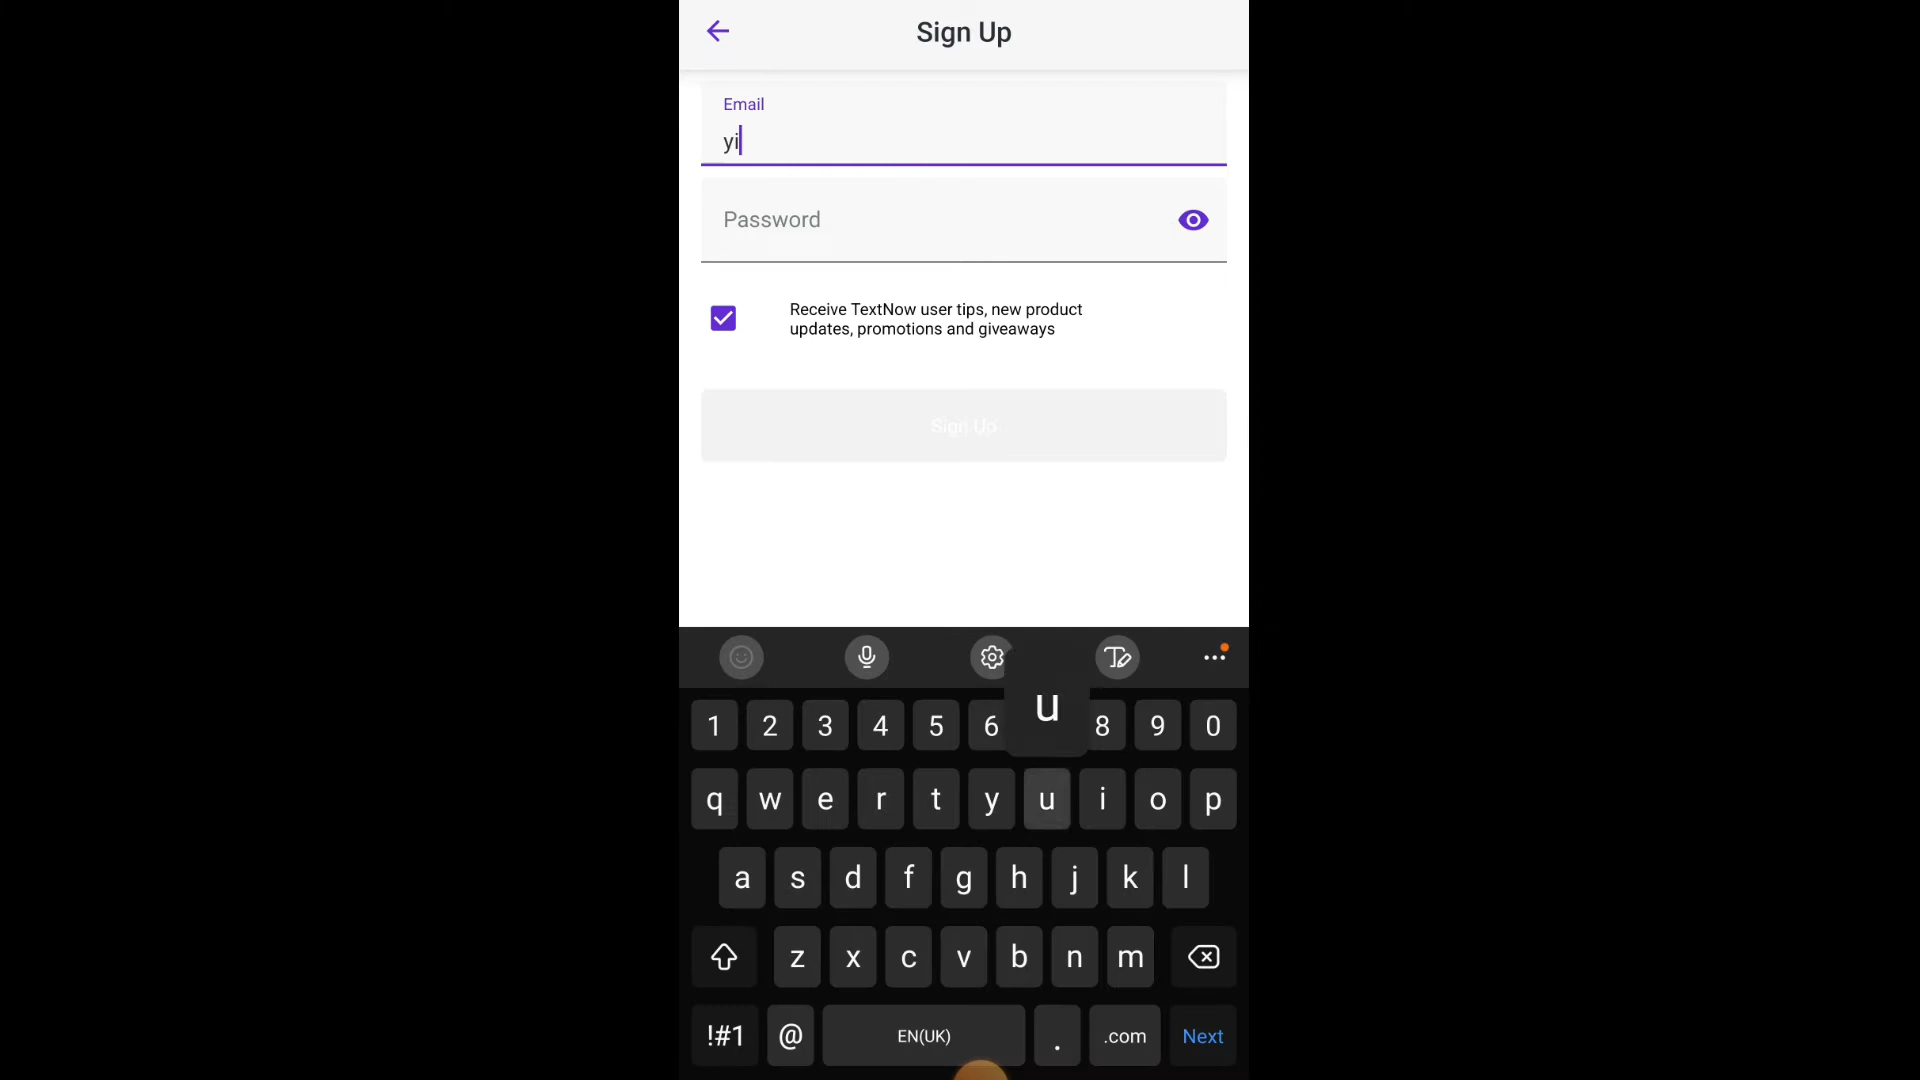 Sign Up
Email
yi
Password
Receive TextNow user tips, new product
updates, promotions and giveaways
Sign Up
u
1 2 3 4 5 6 8 9 0
q w e r t y u i o p
a s d f g h j k l
z x c v b n m
!#1 @ EN(UK) . .com Next